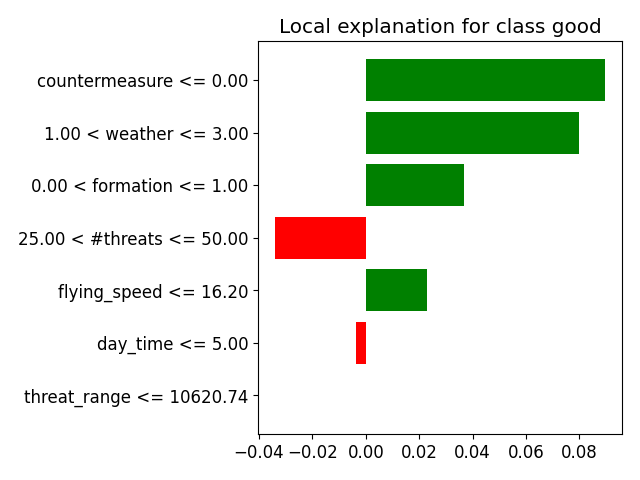 Local explanation for class good
countermeasure <= 0.00
1.00 < weather <= 3.00
0.00 < formation <= 1.00
25.00 < #threats <= 50.00
flying_speed <= 16.20
day_time <= 5.00
threat_range <= 10620.74
−0.04 −0.02 0.00 0.02 0.04 0.06 0.08